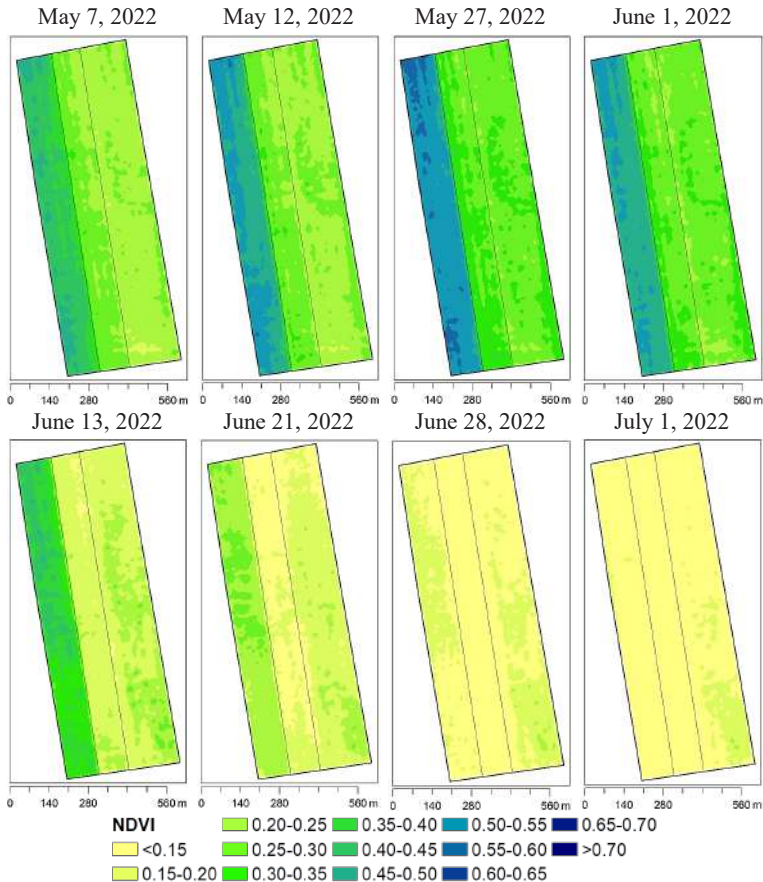 May 7, 2022 May 12, 2022 May 27, 2022 June 1, 2022
0 140 280 560 m 0 140 280 560 m 0 140 280 560 m 0 140 280 560 m
June 13, 2022 June 21, 2022 June 28, 2022 July 1, 2022
0 140 280 560 m 0 140 280 560 m 0 140 280 560 m 0 140 280 560 m
NDVI 0.20-0.25 0.35-0.40 0.50-0.55 0.65-0.70
<0.15 0.25-0.30 0.40-0.45 0.55-0.60 >0.70
0.15-0.20 0.30-0.35 0.45-0.50 0.60-0.65